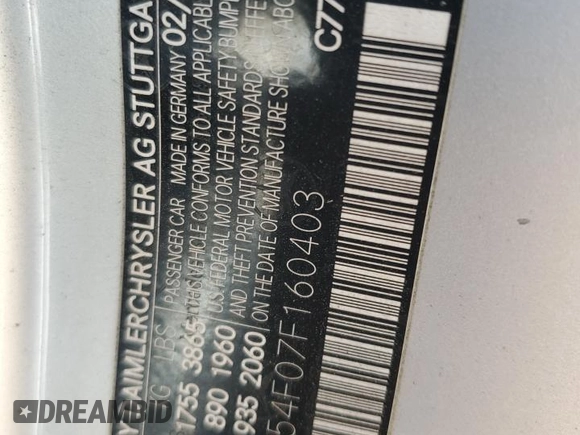 DAIMLERCHRYSLER AG STUTTGA
G LBS PASSENGER CAR MADE IN GERMANY 02/
1755 3865 THIS VEHICLE CONFORMS TO ALL APPLICABLE
890 1960 U.S. FEDERAL MOTOR VEHICLE SAFETY BUMP
935 2060 AND THEFT PREVENTION STANDARDS
ON THE DATE OF MANUFACTURE SHOWN ABO
54F07F160403
C77
DREAMBID